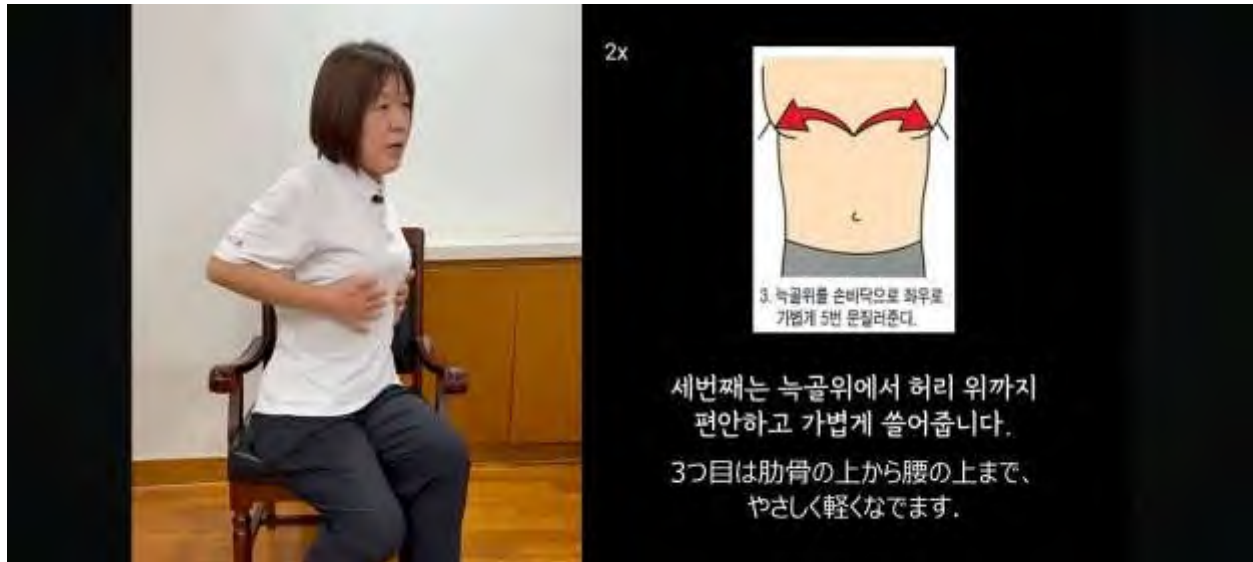 2x
3. 늑골위를 손바닥으로 좌우로
가볍게 5번 문질러준다.
세번째는 늑골위에서 허리 위까지
편안하고 가볍게 쓸어줍니다.
3つ目は肋骨の上から腰の上まで、
やさしく軽くなでます.